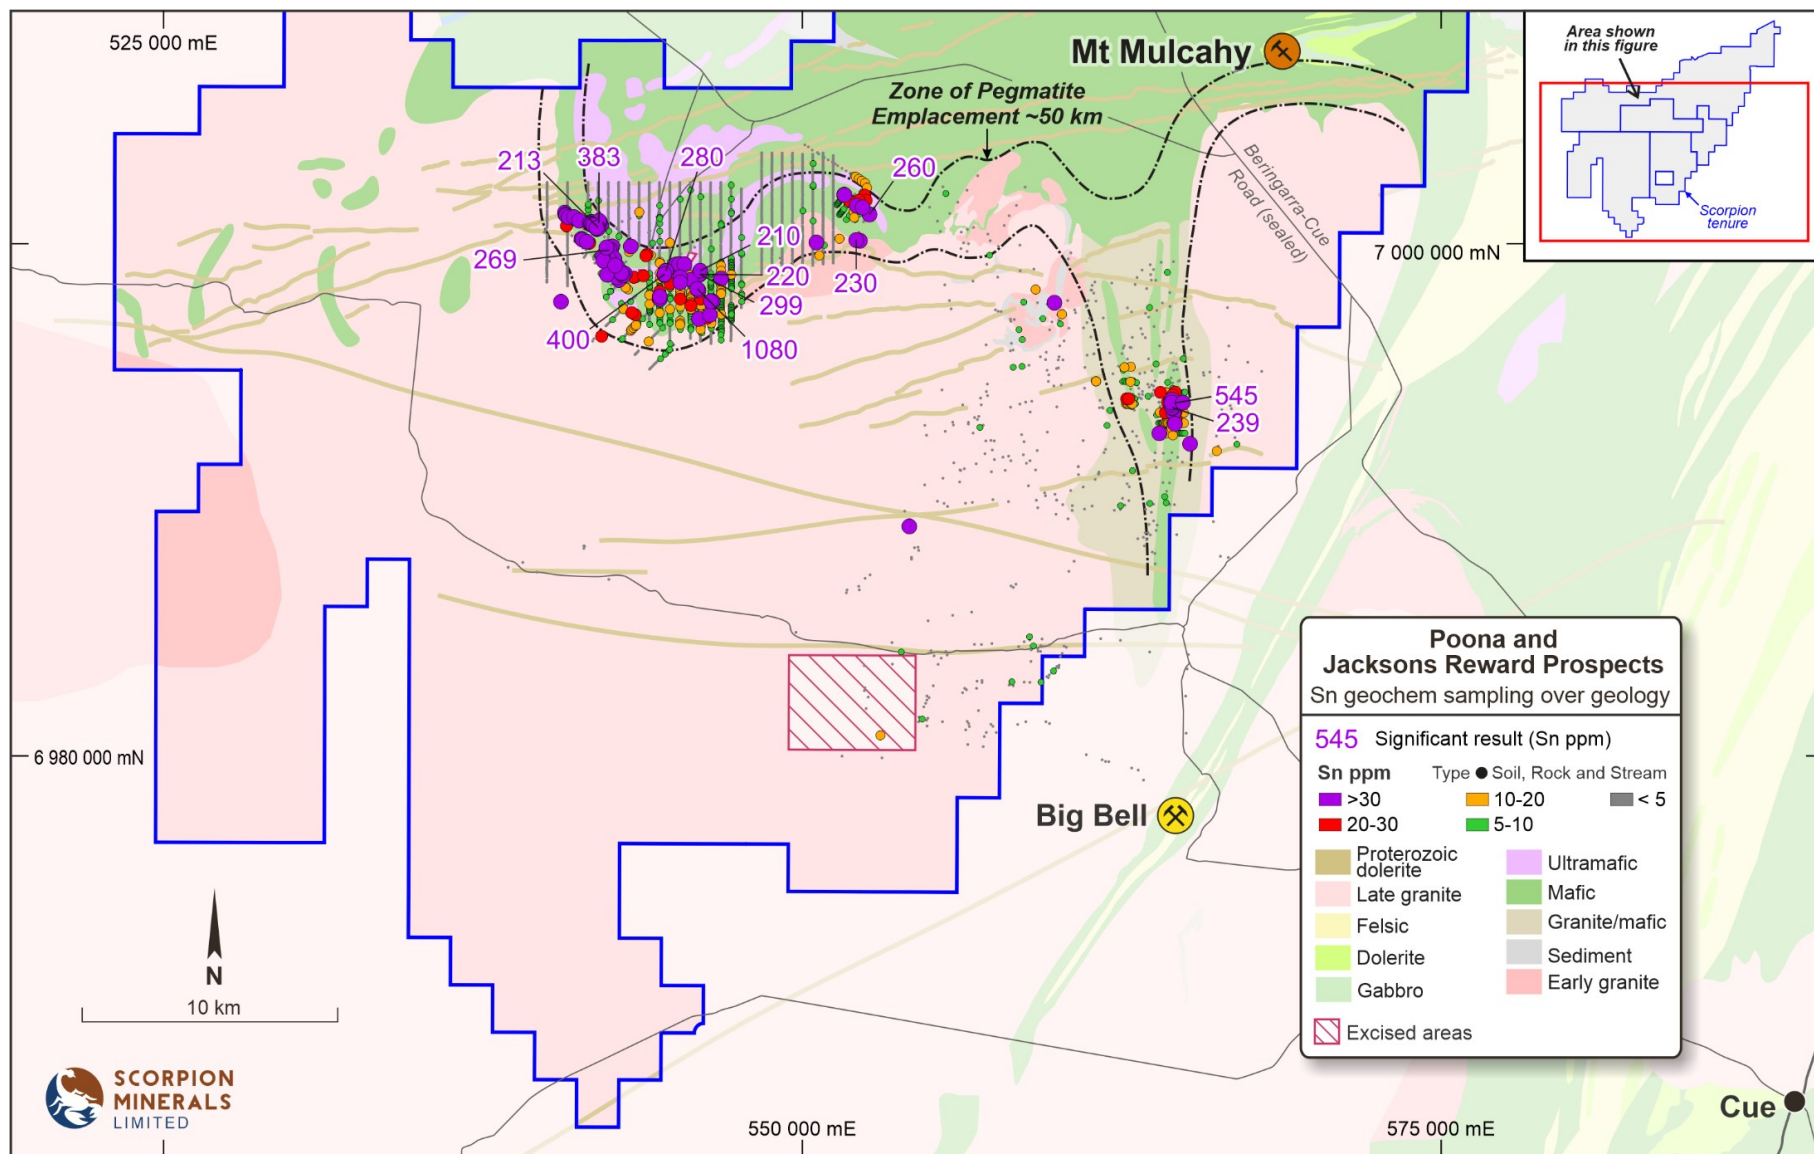 525 000 mE
Mt Mulcahy
Area shown
in this figure
Scorpion
tenure
Zone of Pegmatite
Emplacement ~50 km
Beringarra-Cue
Road (sealed)
213
383
280
260
269
210
220
230
299
400
1080
7 000 000 mN
545
239
6 980 000 mN
Big Bell
N
10 km
SCORPION
MINERALS
LIMITED
550 000 mE
575 000 mE
Cue
Poona and
Jacksons Reward Prospects
Sn geochem sampling over geology
545 Significant result (Sn ppm)
Sn ppm Type ● Soil, Rock and Stream
>30 10-20 < 5
20-30 5-10
Proterozoic
dolerite
Ultramafic
Late granite
Mafic
Felsic
Granite/mafic
Dolerite
Sediment
Gabbro
Early granite
Excised areas